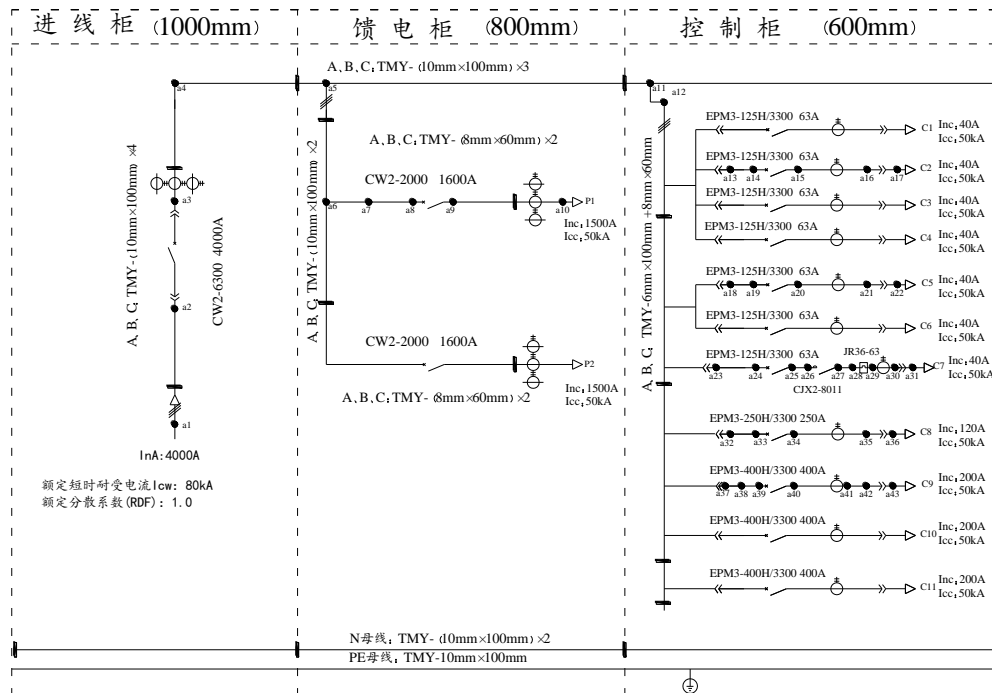 进线柜 (1000mm)
馈电柜 (800mm)
控制柜 (600mm)
A、B、C：TMY- (10mm×100mm) ×3
a4
a5
a11
a12
A、B、C：TMY- (10mm×100mm) ×4
a3
CW2-6300 4000A
a2
a1
InA:4000A
额定短时耐受电流Icw: 80kA
额定分散系数(RDF): 1.0
A、B、C：TMY- (10mm×100mm) ×2
A、B、C：TMY- (8mm×60mm) ×2
CW2-2000 1600A
a6
a7
a8
a9
a10
P1
Inc：1500A
Icc：50kA
CW2-2000 1600A
P2
Inc：1500A
Icc：50kA
A、B、C：TMY- (8mm×60mm) ×2
A、B、C：TMY-6mm×100mm+8mm×60mm
EPM3-125H/3300 63A
C1
Inc：40A
Icc：50kA
EPM3-125H/3300 63A
a13 a14 a15 a16 a17
C2
Inc：40A
Icc：50kA
EPM3-125H/3300 63A
C3
Inc：40A
Icc：50kA
EPM3-125H/3300 63A
C4
Inc：40A
Icc：50kA
EPM3-125H/3300 63A
a18 a19 a20 a21 a22
C5
Inc：40A
Icc：50kA
EPM3-125H/3300 63A
C6
Inc：40A
Icc：50kA
EPM3-125H/3300 63A
JR36-63
a23 a24 a25 a26 a27 a28 a29 a30 a31
CJX2-8011
C7
Inc：40A
Icc：50kA
EPM3-250H/3300 250A
a32 a33 a34 a35 a36
C8
Inc：120A
Icc：50kA
EPM3-400H/3300 400A
a37 a38 a39 a40 a41 a42 a43
C9
Inc：200A
Icc：50kA
EPM3-400H/3300 400A
C10
Inc：200A
Icc：50kA
EPM3-400H/3300 400A
C11
Inc：200A
Icc：50kA
N母线：TMY- (10mm×100mm) ×2
PE母线：TMY-10mm×100mm